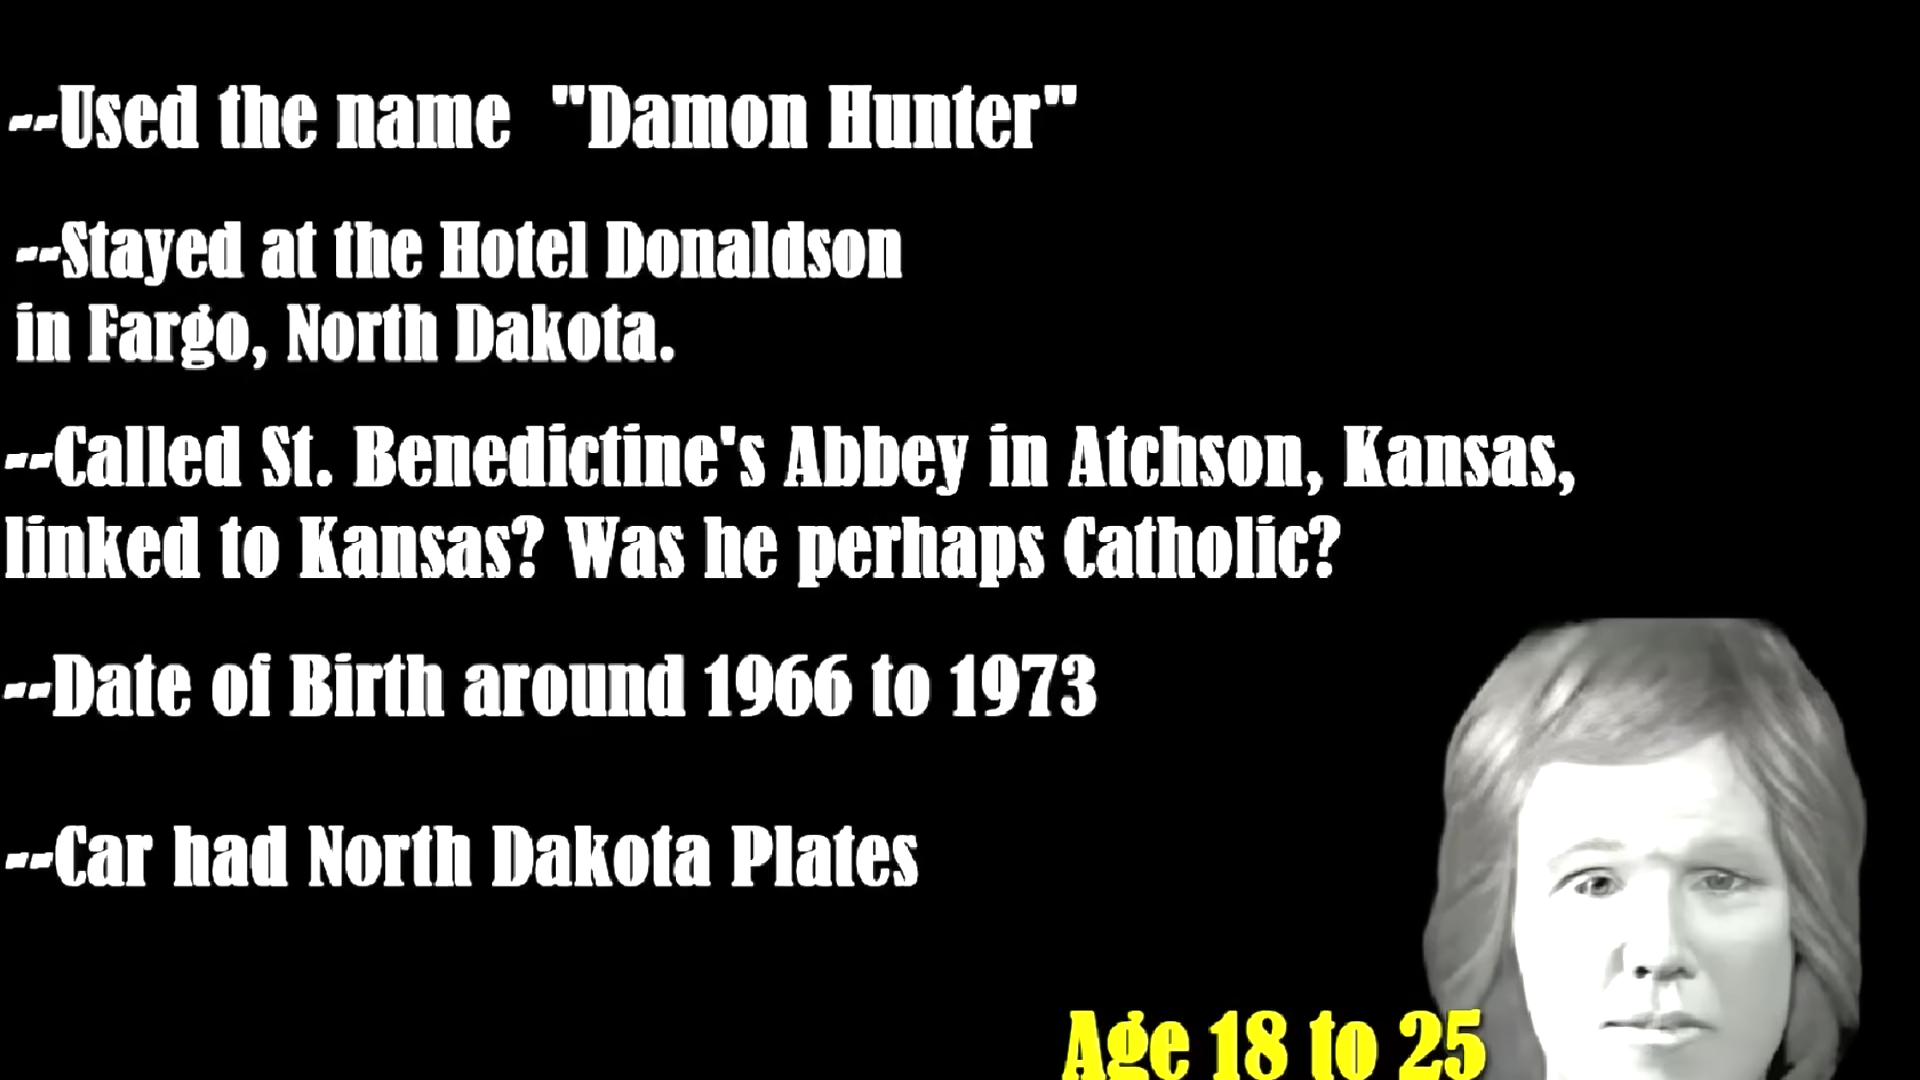 --Used the name "Damon Hunter"
--Stayed at the Hotel Donaldson
in Fargo, North Dakota.
--Called St. Benedictine's Abbey in Atchson, Kansas,
linked to Kansas? Was he perhaps Catholic?
--Date of Birth around 1966 to 1973
--Car had North Dakota Plates
Age 18 to 25